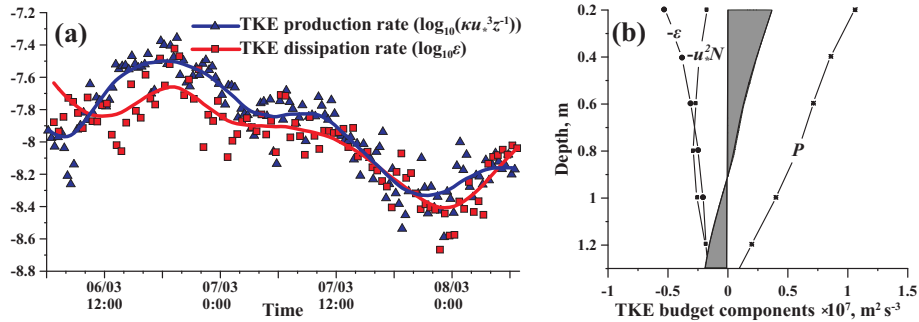 (a)
TKE production rate (log₁₀(κu*³z⁻¹))
TKE dissipation rate (log₁₀ε)
-7.2
-7.4
-7.6
-7.8
-8
-8.2
-8.4
-8.6
-8.8
06/03 07/03 07/03 08/03
12:00 0:00 12:00 0:00
Time
(b)
0.2
0.4
0.6
0.8
1
1.2
Depth, m
-ε
-u*²N
P
-1 -0.5 0 0.5 1 1.5
TKE budget components ×10⁷, m² s⁻³